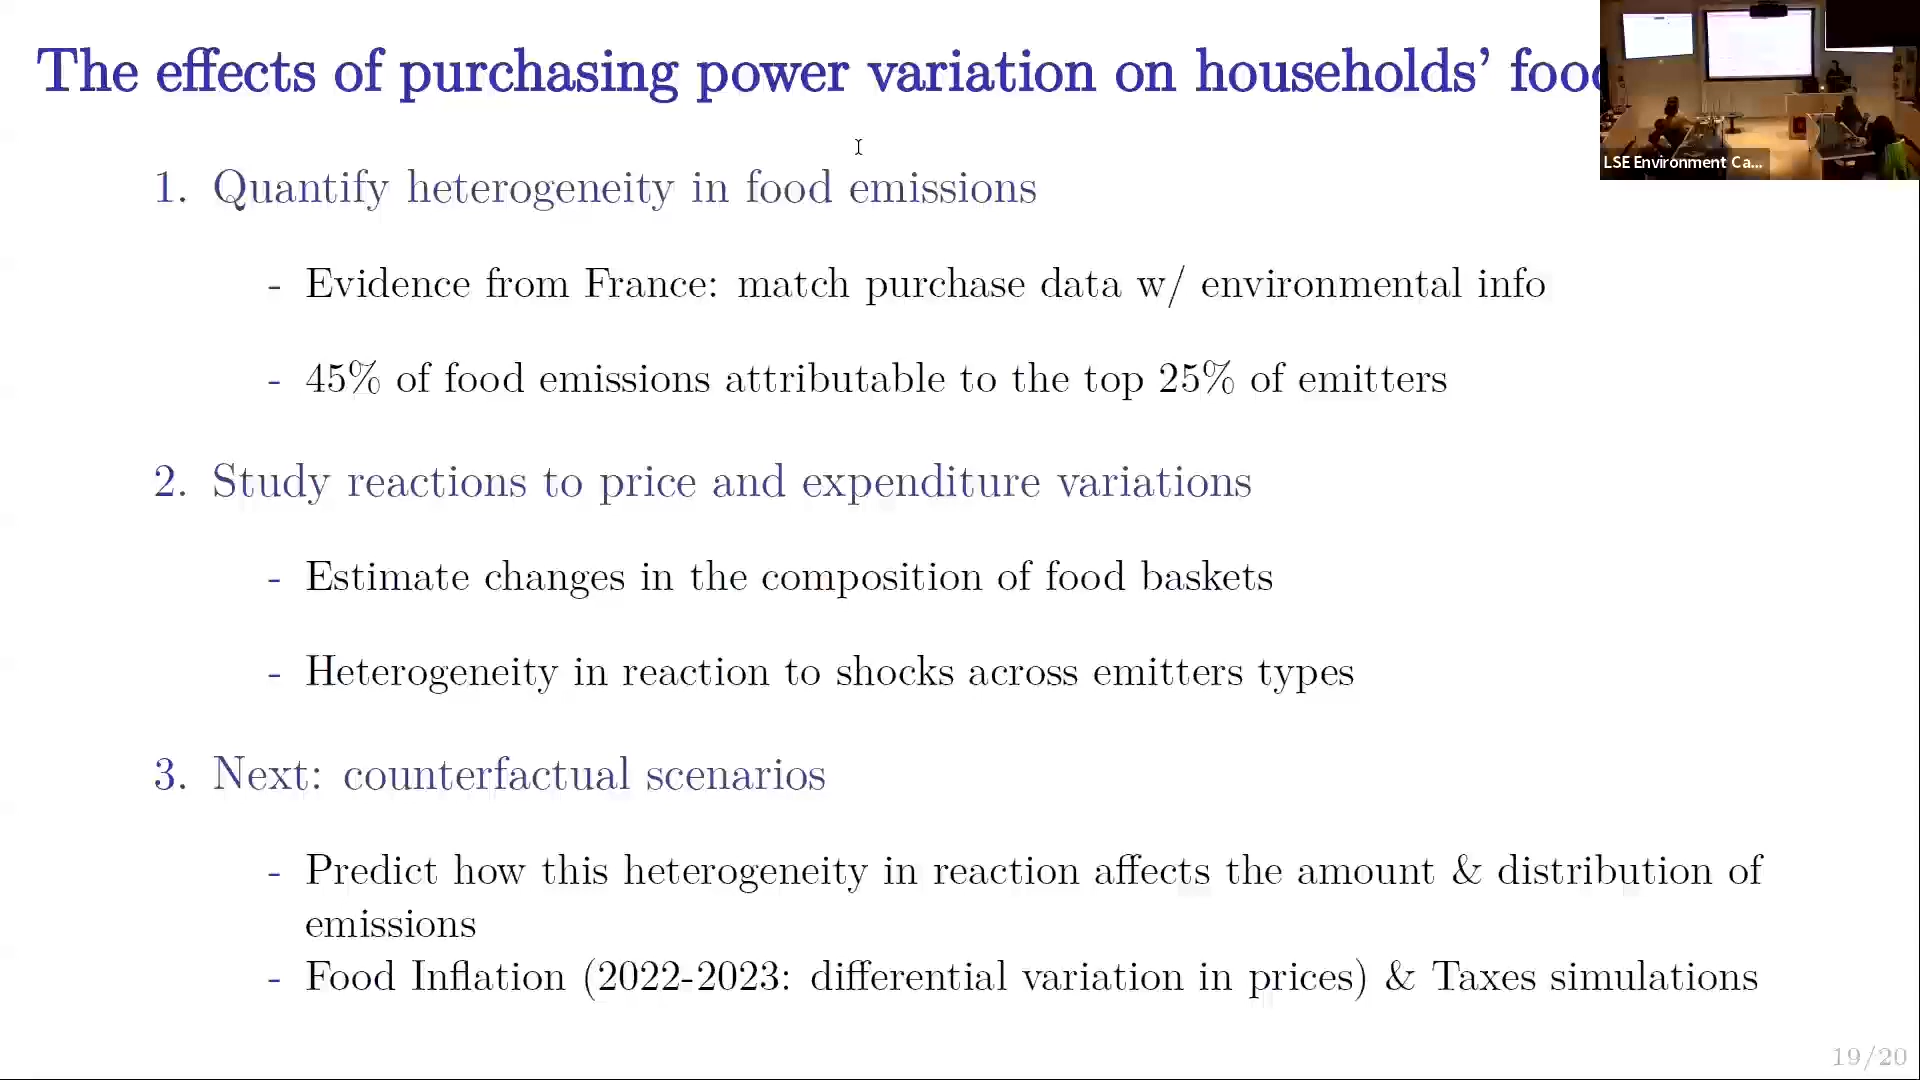 The effects of purchasing power variation on households' food
LSE Environment Ca...
1. Quantify heterogeneity in food emissions
- Evidence from France: match purchase data w/ environmental info
- 45% of food emissions attributable to the top 25% of emitters
2. Study reactions to price and expenditure variations
- Estimate changes in the composition of food baskets
- Heterogeneity in reaction to shocks across emitters types
3. Next: counterfactual scenarios
- Predict how this heterogeneity in reaction affects the amount & distribution of
emissions
- Food Inflation (2022-2023: differential variation in prices) & Taxes simulations
19/20